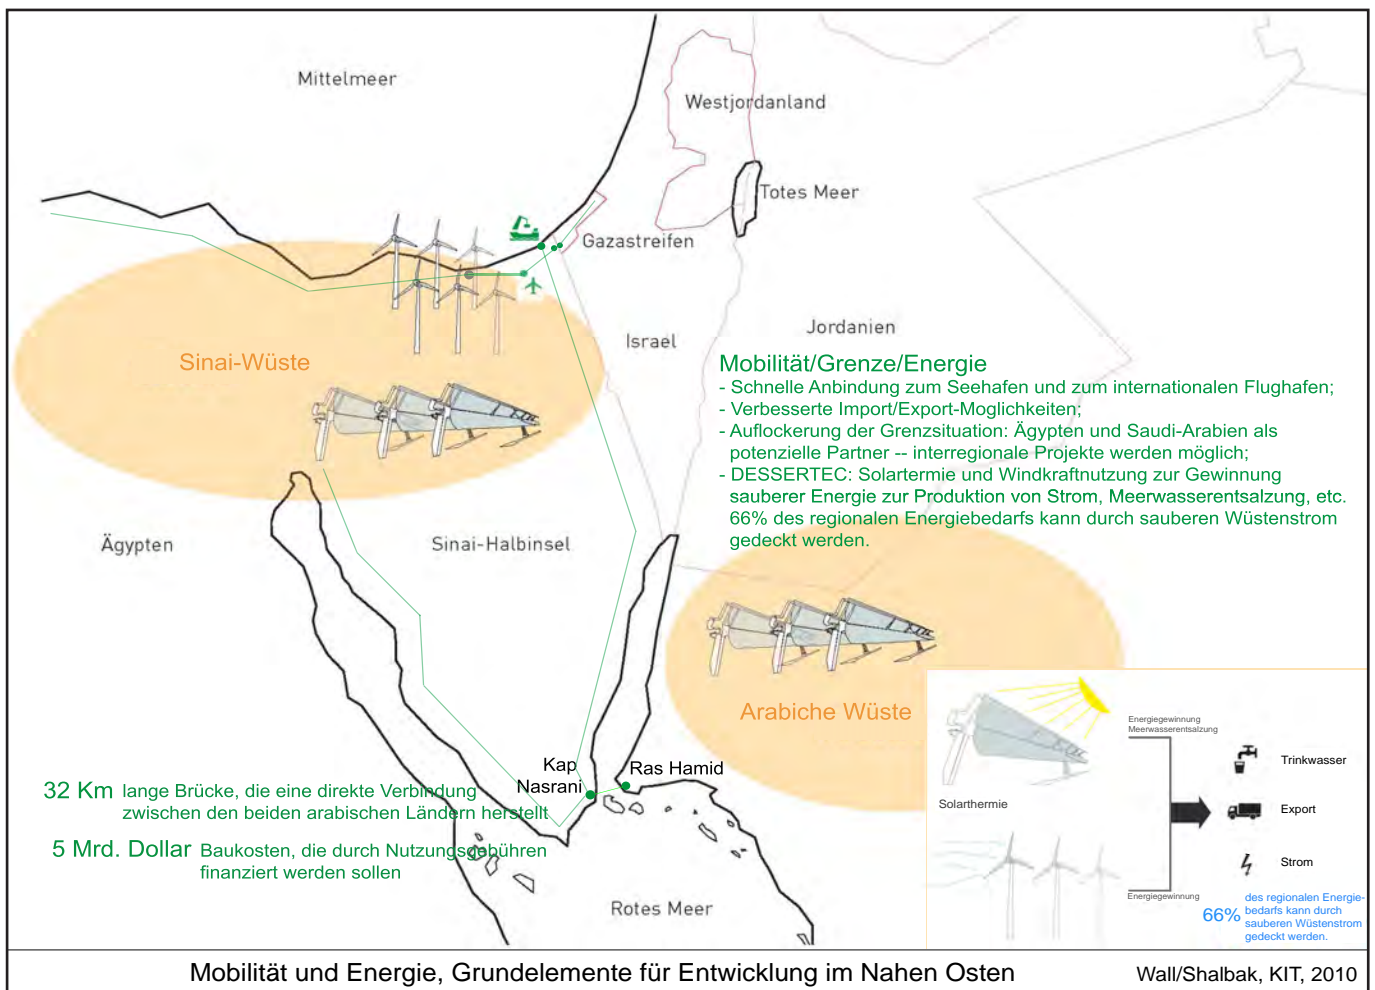 Mittelmeer
Westjordanland
Totes Meer
Gazastreifen
Israel
Jordanien
Sinai-Wüste
Mobilität/Grenze/Energie
- Schnelle Anbindung zum Seehafen und zum internationalen Flughafen;
- Verbesserte Import/Export-Moglichkeiten;
- Auflockerung der Grenzsituation: Ägypten und Saudi-Arabien als
potenzielle Partner -- interregionale Projekte werden möglich;
- DESSERTEC: Solartermie und Windkraftnutzung zur Gewinnung
sauberer Energie zur Produktion von Strom, Meerwasserentsalzung, etc.
66% des regionalen Energiebedarfs kann durch sauberen Wüstenstrom
gedeckt werden.
Ägypten
Sinai-Halbinsel
Arabiche Wüste
Kap
Nasrani
Ras Hamid
32 Km lange Brücke, die eine direkte Verbindung
zwischen den beiden arabischen Ländern herstellt
5 Mrd. Dollar Baukosten, die durch Nutzungsgebühren
finanziert werden sollen
Rotes Meer
Energiegewinnung
Meerwasserentsalzung
Trinkwasser
Solarthermie
Export
Strom
Energiegewinnung
66% des regionalen Energie-
bedarfs kann durch
sauberen Wüstenstrom
gedeckt werden.
Mobilität und Energie, Grundelemente für Entwicklung im Nahen Osten
Wall/Shalbak, KIT, 2010